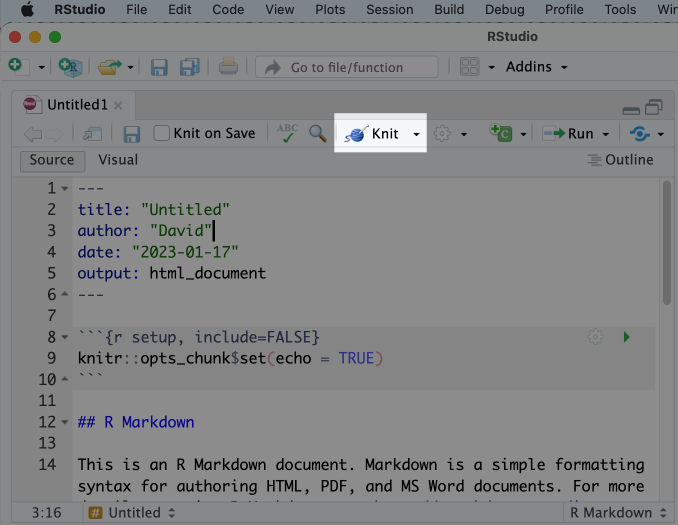 RStudio File Edit Code View Plots Session Build Debug Profile Tools
RStudio
Go to file/function Addins
Untitled1
Knit on Save ABC Knit C Run
Source Visual Outline
1 ---
2 title: "Untitled"
3 author: "David"
4 date: "2023-01-17"
5 output: html_document
6 ---
7
8 ```{r setup, include=FALSE}
9 knitr::opts_chunk$set(echo = TRUE)
10 ```
11
12 ## R Markdown
13
14 This is an R Markdown document. Markdown is a simple formatting
syntax for authoring HTML, PDF, and MS Word documents. For more
3:16 # Untitled R Markdown